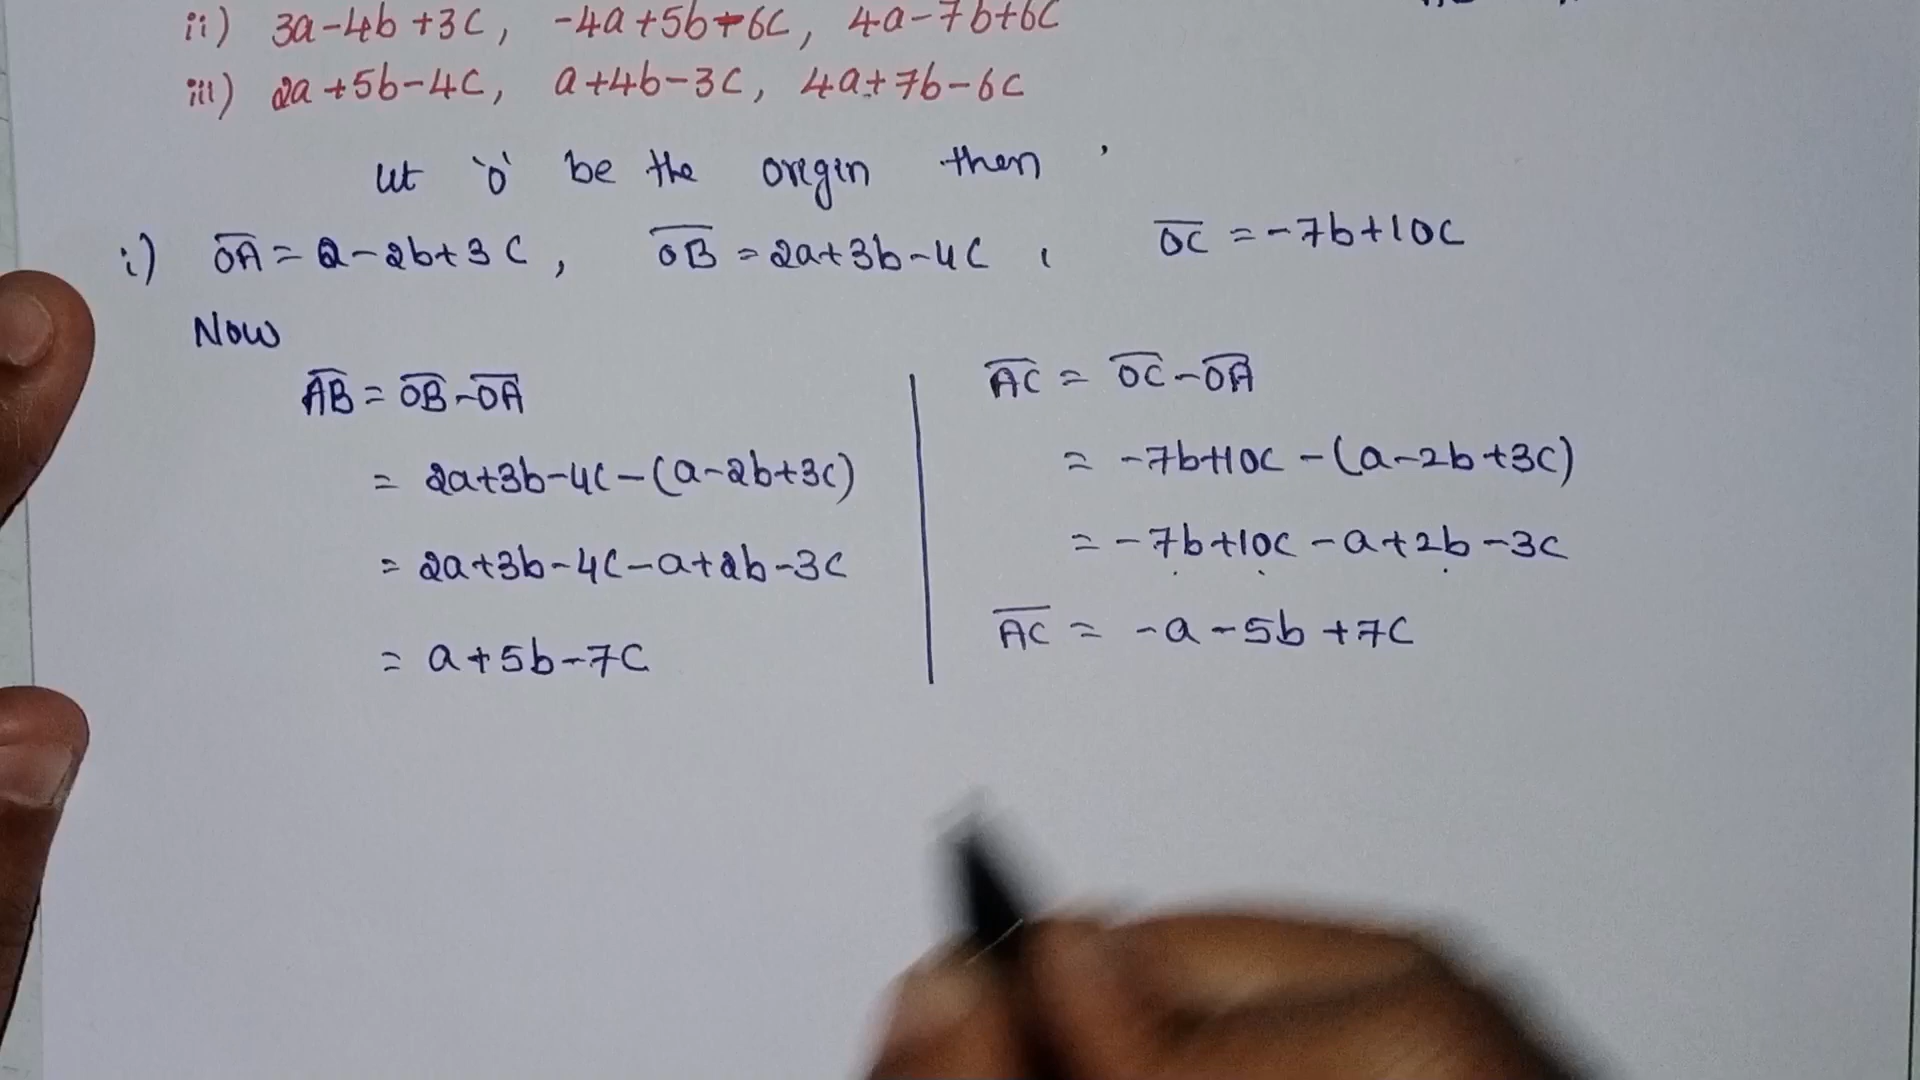 ii) 3a-4b+3c, -4a+5b-6c, 4a-7b+6c
iii) 2a+5b-4c, a+4b-3c, 4a+7b-6c
let 'o' be the origin then
i) OA = a-2b+3c, OB = 2a+3b-4c, OC = -7b+10c
Now
AB = OB-OA
= 2a+3b-4c-(a-2b+3c)
= 2a+3b-4c-a+2b-3c
= a+5b-7c
AC = OC-OA
= -7b+10c-(a-2b+3c)
= -7b+10c-a+2b-3c
AC = -a-5b+7c